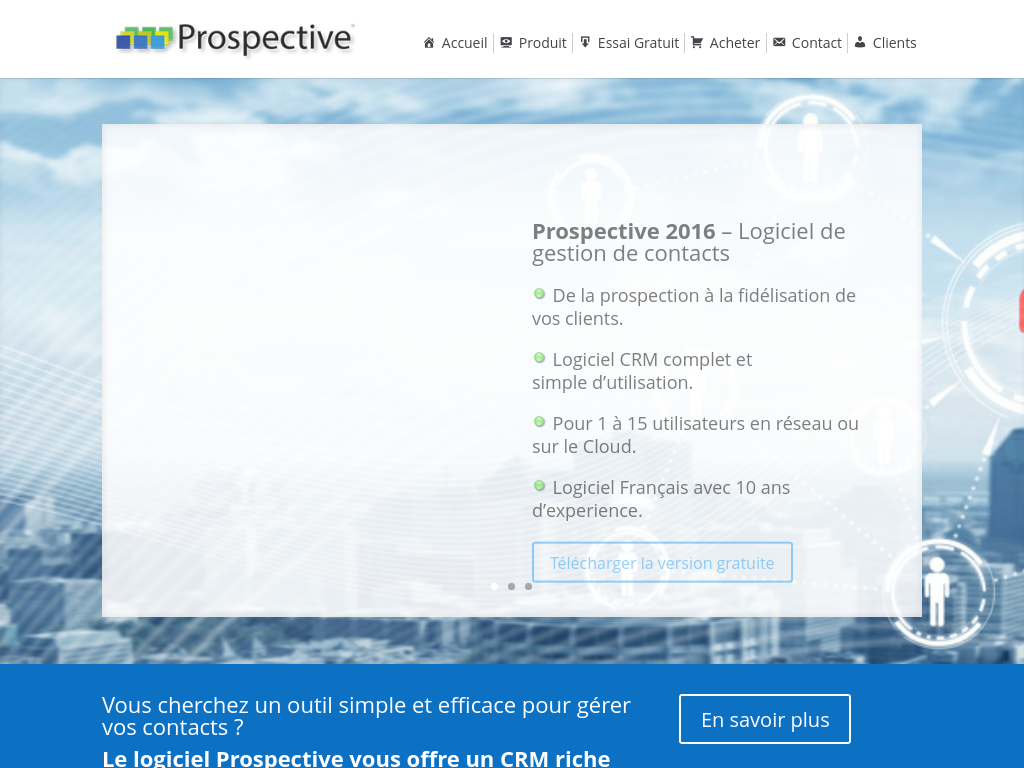 Prospective
Accueil
Produit
Essai Gratuit
Acheter
Contact
Clients
Prospective 2016 – Logiciel de
gestion de contacts
De la prospection à la fidélisation de
vos clients.
Logiciel CRM complet et
simple d’utilisation.
Pour 1 à 15 utilisateurs en réseau ou
sur le Cloud.
Logiciel Français avec 10 ans
d’experience.
Télécharger la version gratuite
Vous cherchez un outil simple et efficace pour gérer
vos contacts ?
En savoir plus
Le logiciel Prospective vous offre un CRM riche